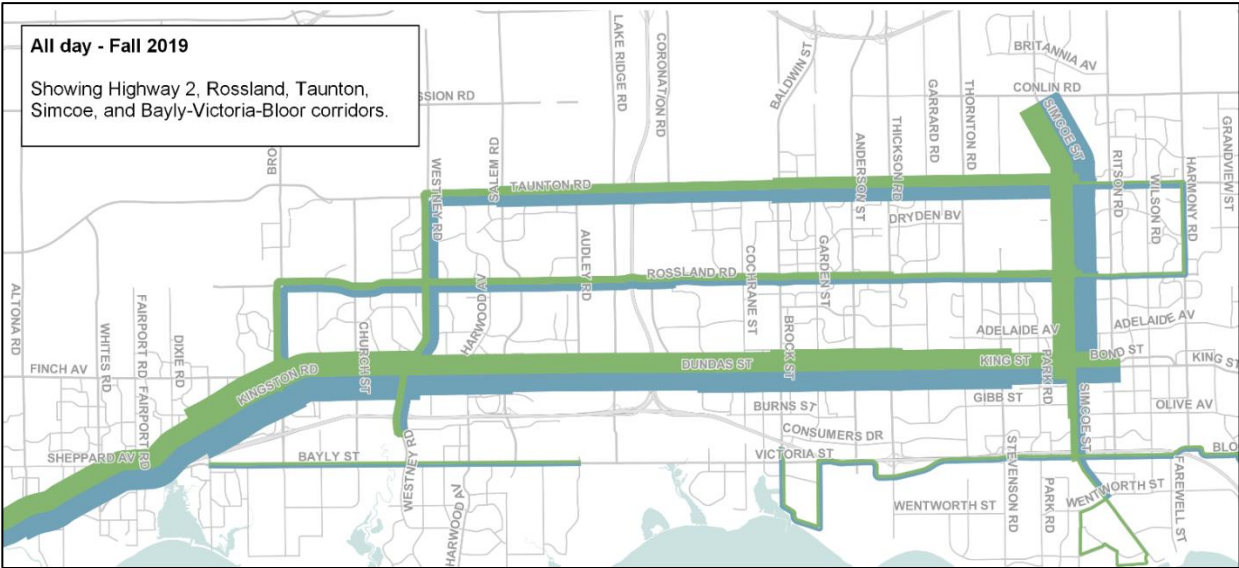 All day - Fall 2019
Showing Highway 2, Rossland, Taunton,
Simcoe, and Bayly-Victoria-Bloor corridors.
LAKE RIDGE RD
CORONATION RD
BALDWIN ST
BRITANNIA AV
SSION RD
CONLIN RD
BRO
WESTNEY RD
SALEM RD
TAUNTON RD
ANDERSON ST
THICKSON RD
GARRARD RD
THORNTON RD
SIMCOE ST
RITSON RD
WILSON RD
HARMONY RD
GRANDVIEW ST
DRYDEN BV
AUDLEY RD
ROSSLAND RD
COCHRANE ST
GARDEN ST
ALTONA RD
WHITES RD
FAIRPORT RD
DIXIE RD
CHURCH ST
HARWOOD AV
BROCK ST
ADELAIDE AV
ADELAIDE AV
FINCH AV
KINGSTON RD
DUNDAS ST
KING ST
PARK RD
BOND ST
KING ST
FAIRPORT RD
BURNS ST
GIBB ST
SIMCOE ST
OLIVE AV
CONSUMERS DR
SHEPPARD AV
BAYLY ST
WESTNEY RD
VICTORIA ST
BLO
HARWOOD AV
WENTWORTH ST
STEVENSON RD
PARK RD
WENTWORTH ST
FAREWELL ST